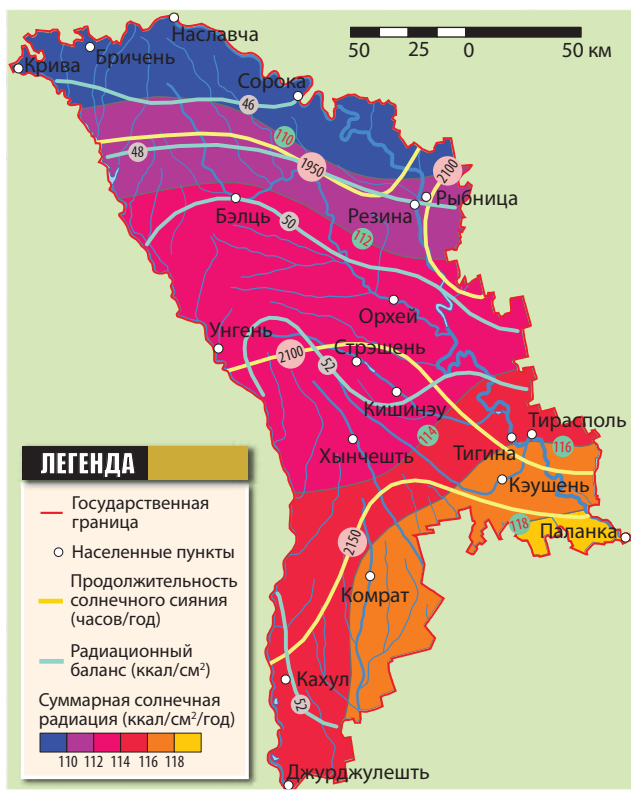 Наславча
Бричень
Крива
50 25 0 50 км
Сорока
46
110
48
1950
2100
Рыбница
Резина
Бэлць
50
112
Орхей
Унгень
2100
Стрэшень
52
Кишинэу
114
Тирасполь
Тигина
116
Хынчешть
Кэушень
118
Паланка
2150
Комрат
Кахул
52
Джурджулешть
ЛЕГЕНДА
Государственная
граница
Населенные пункты
Продолжительность
солнечного сияния
(часов/год)
Радиационный
баланс (ккал/см²)
Суммарная солнечная
радиация (ккал/см²/год)
110 112 114 116 118